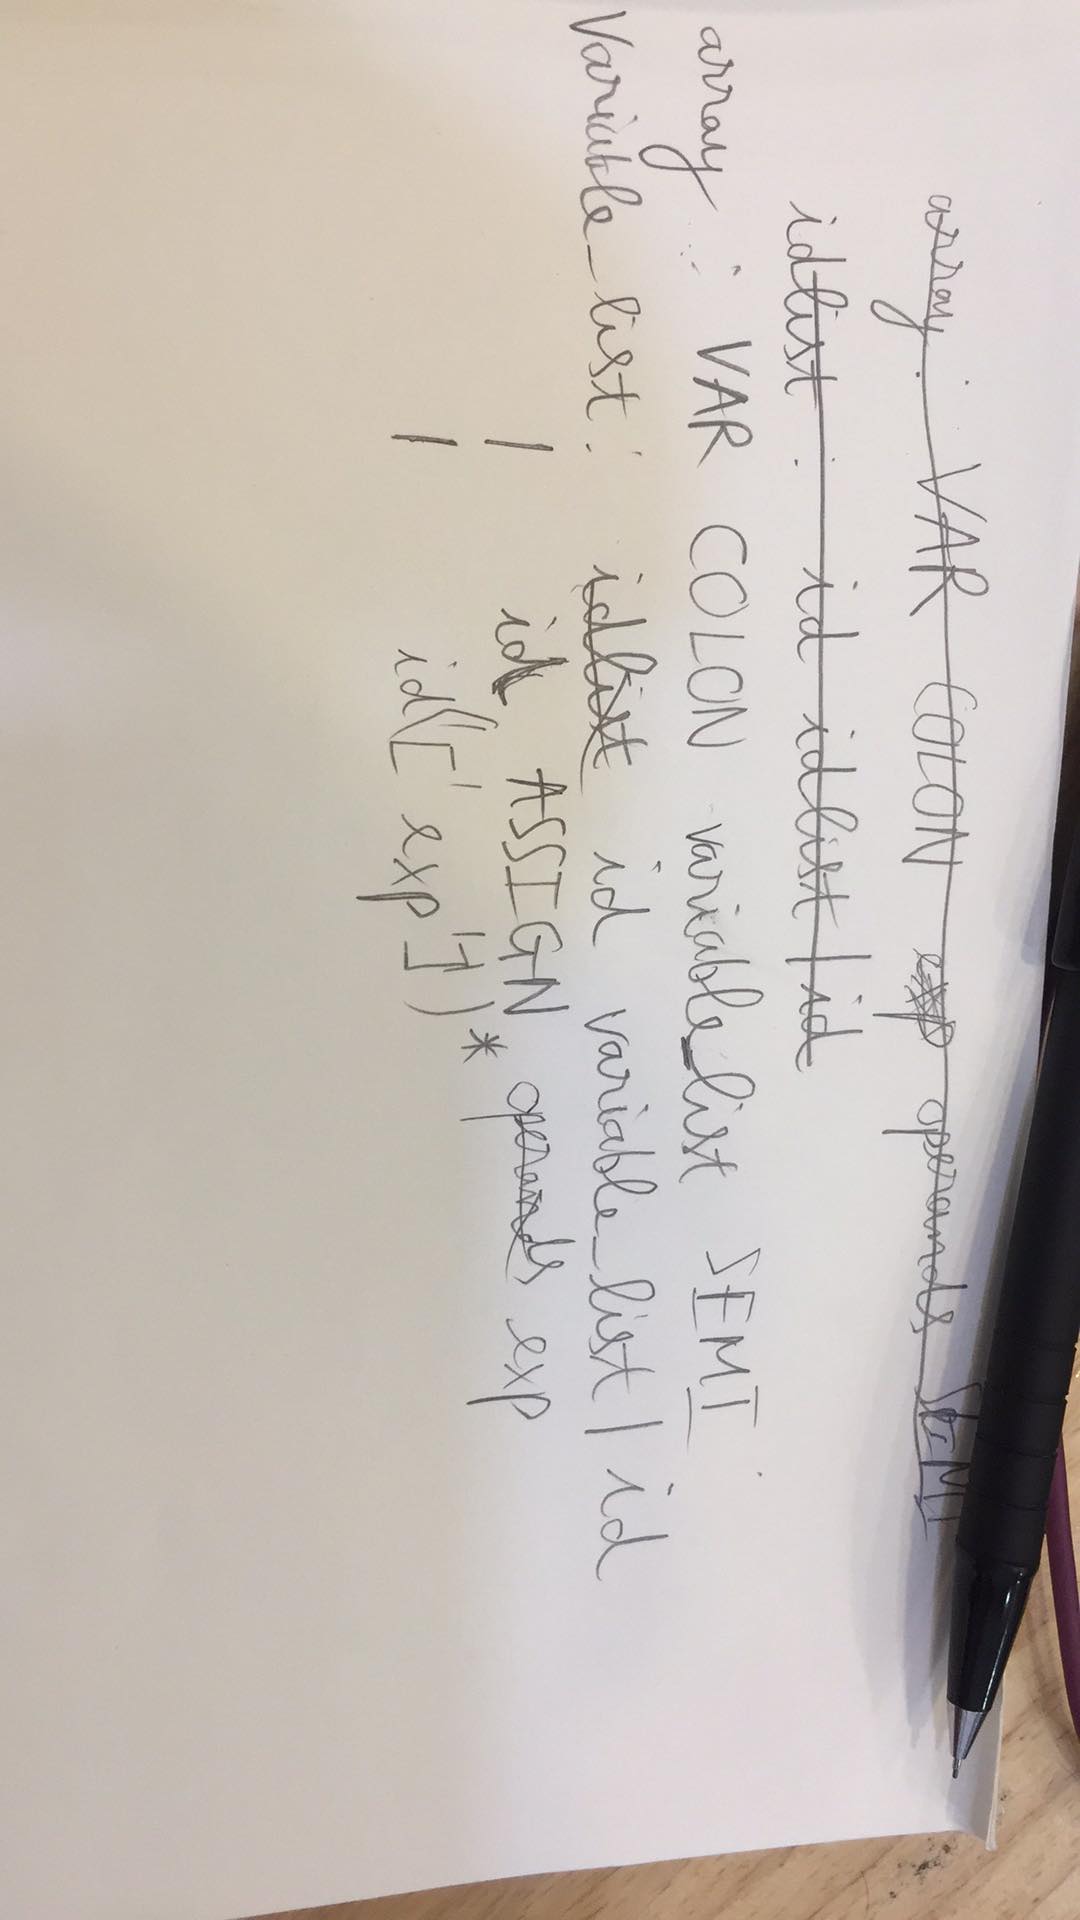 array : VAR COLON exp operands SEMI
idlist : id idlist | id
array : VAR COLON variable_list SEMI
Variable_list : idlist id variable_list | id
| id ASSIGN operands exp
| id('[' exp ']')*